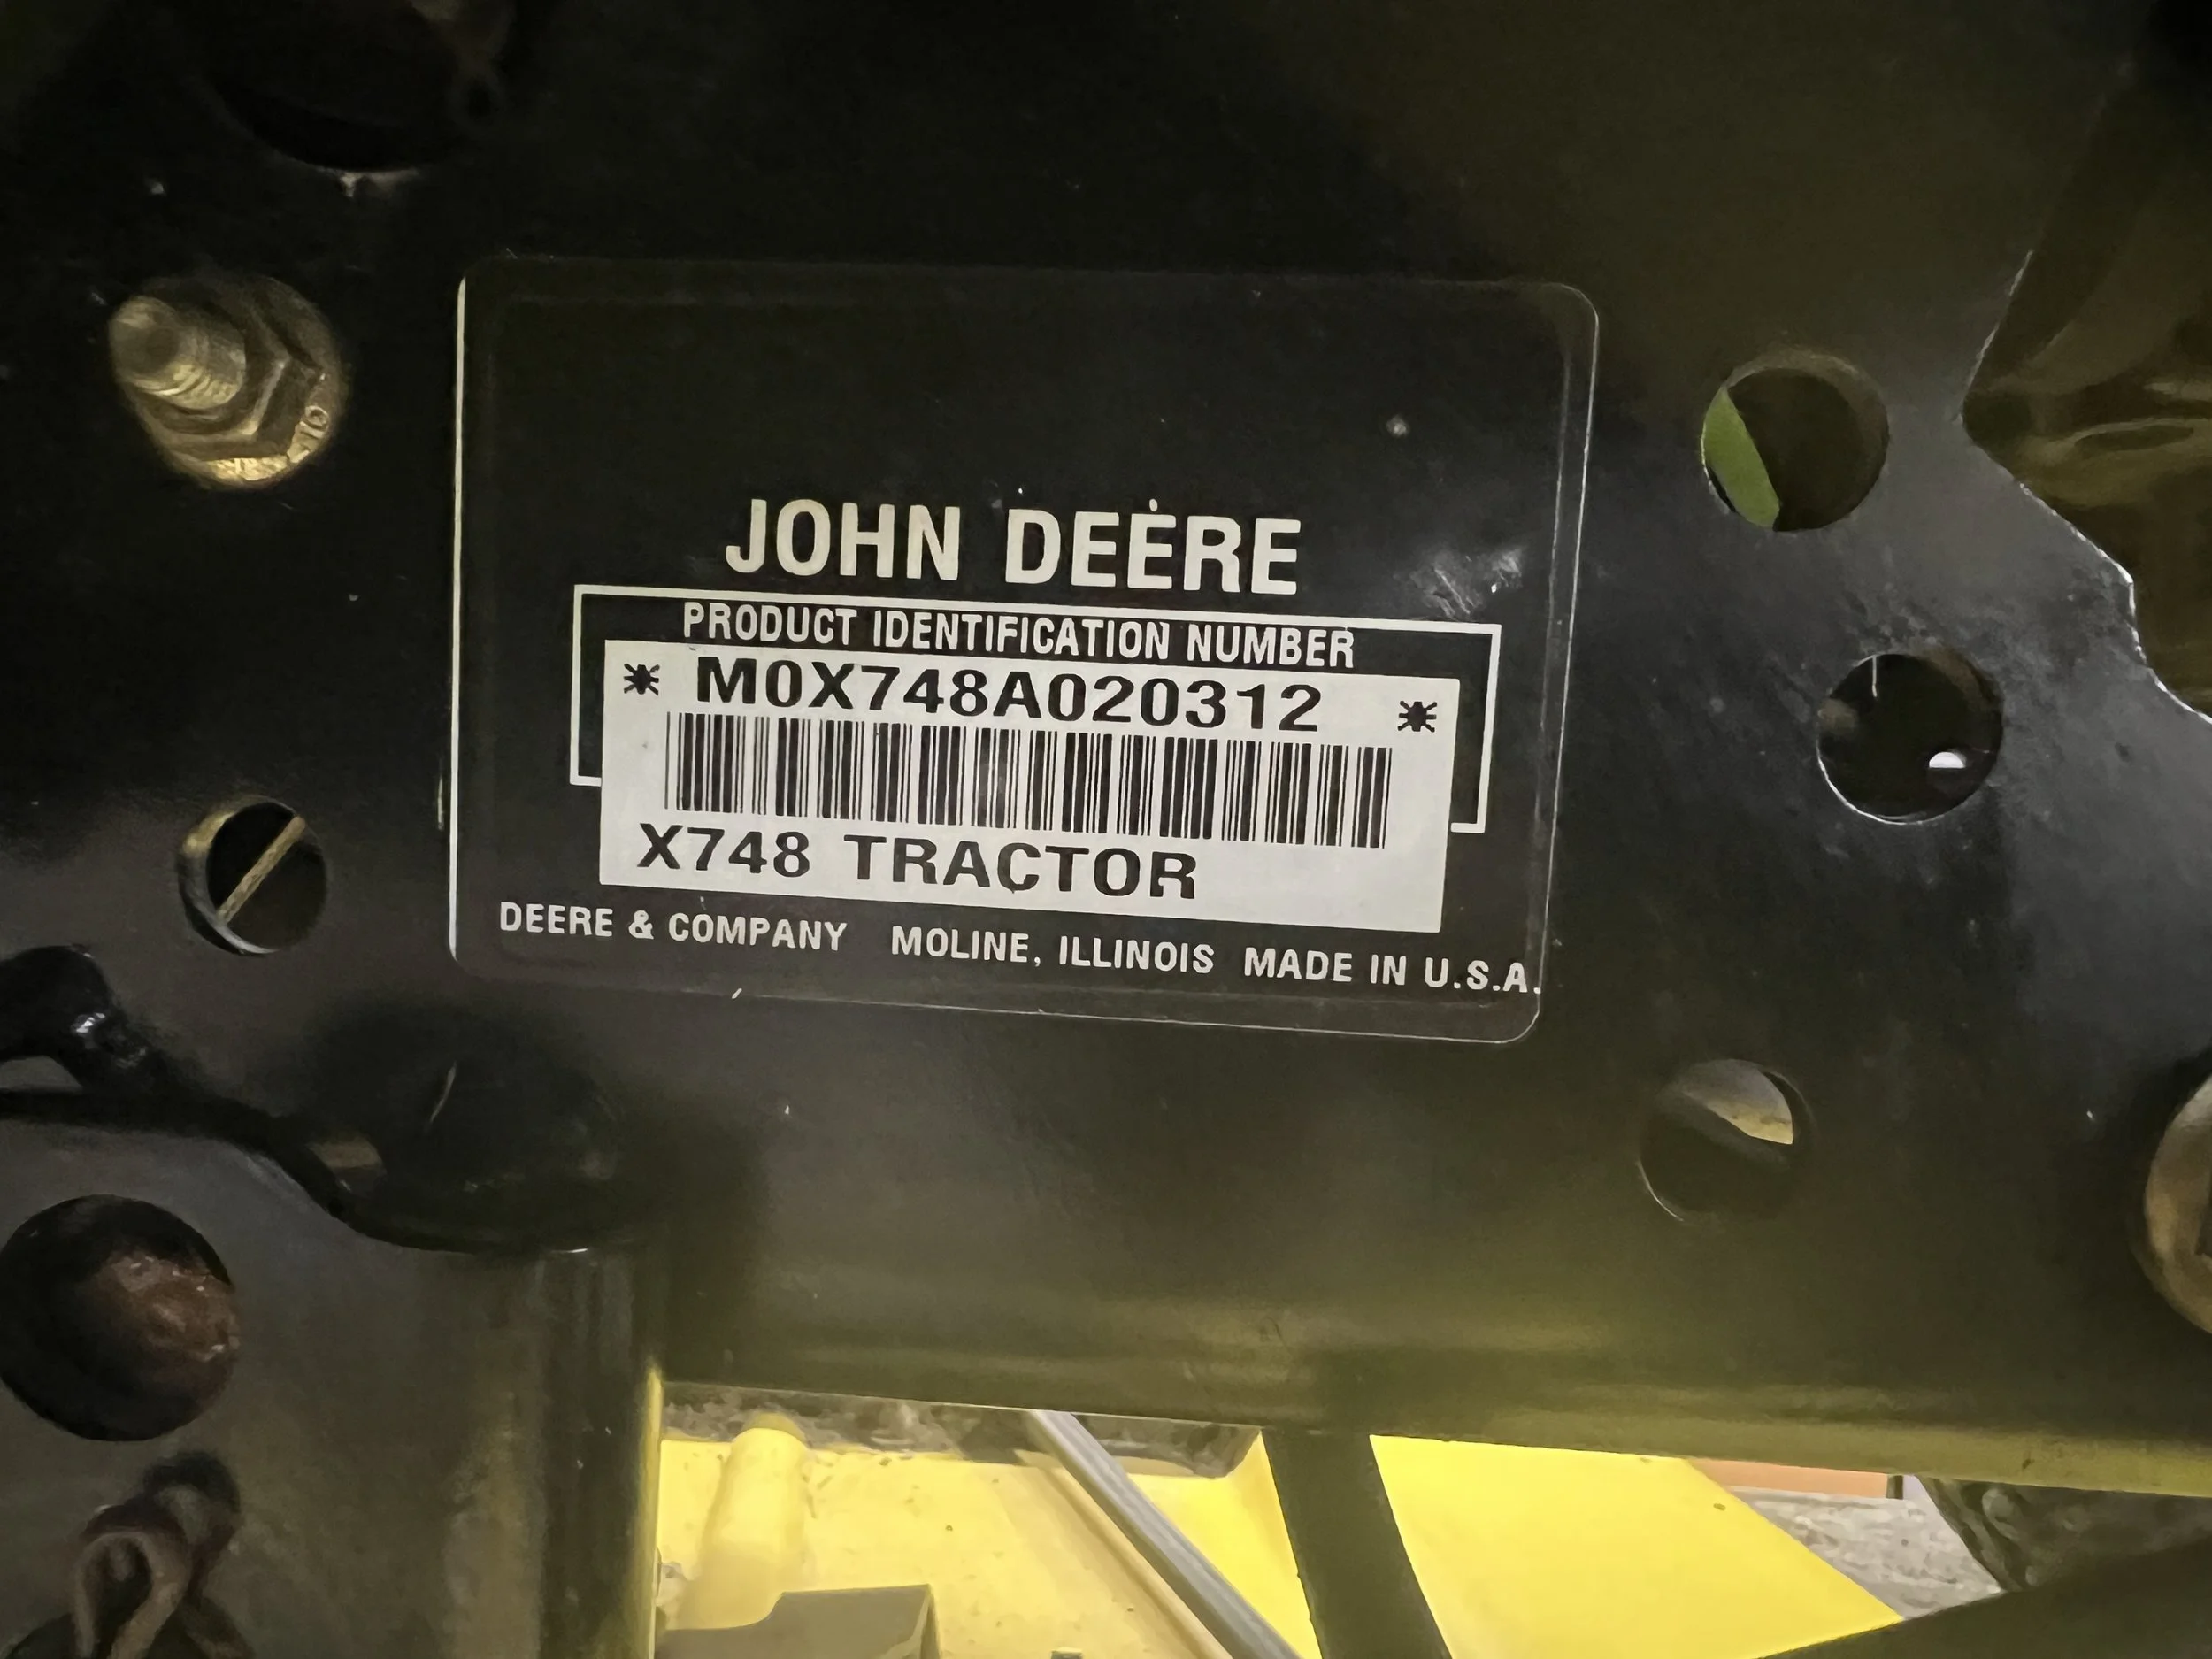 JOHN DEERE
PRODUCT IDENTIFICATION NUMBER
* M0X748A020312 *
X748 TRACTOR
DEERE & COMPANY MOLINE, ILLINOIS MADE IN U.S.A.